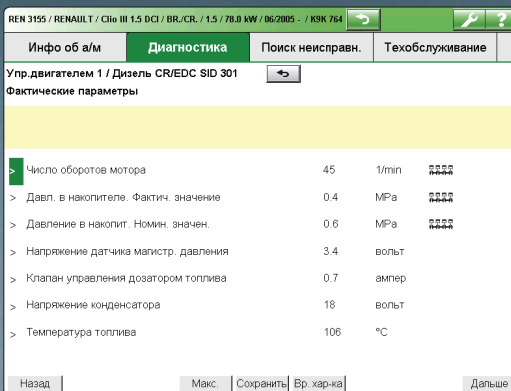 REN 3155 / RENAULT / Clio III 1.5 DCI / BR./CR. / 1.5 / 78.0 kW / 06/2005 - / K9K 764
?
Инфо об а/м Диагностика Поиск неисправн. Техобслуживание
Упр.двигателем 1 / Дизель CR/EDC SID 301
Фактические параметры
> Число оборотов мотора 45 1/min
> Давл. в накопителе. Фактич. значение 0.4 MPa
> Давление в накопит. Номин. значен. 0.6 MPa
> Напряжение датчика магистр. давления 3.4 вольт
> Клапан управления дозатором топлива 0.7 ампер
> Напряжение конденсатора 18 вольт
> Температура топлива 106 °C
Назад Макс. Сохранить Вр. хар-ка Дальше